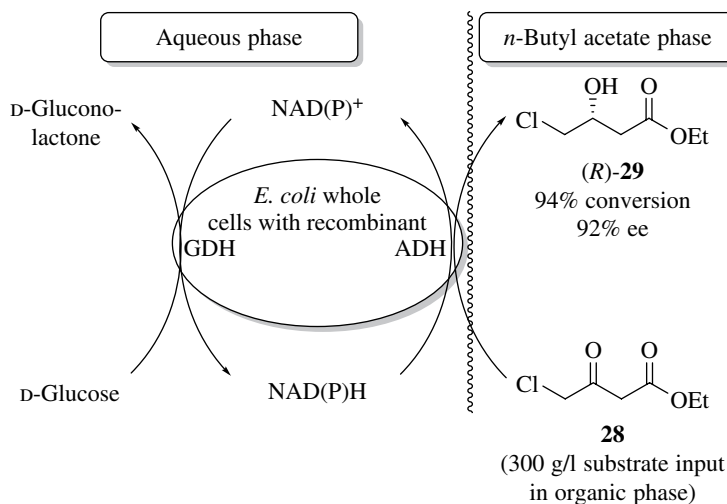 Aqueous phase
n-Butyl acetate phase
D-Glucono-
lactone
NAD(P)+
OH
O
Cl
OEt
(R)-29
94% conversion
92% ee
E. coli whole
cells with recombinant
GDH
ADH
D-Glucose
NAD(P)H
O
O
Cl
OEt
28
(300 g/l substrate input
in organic phase)